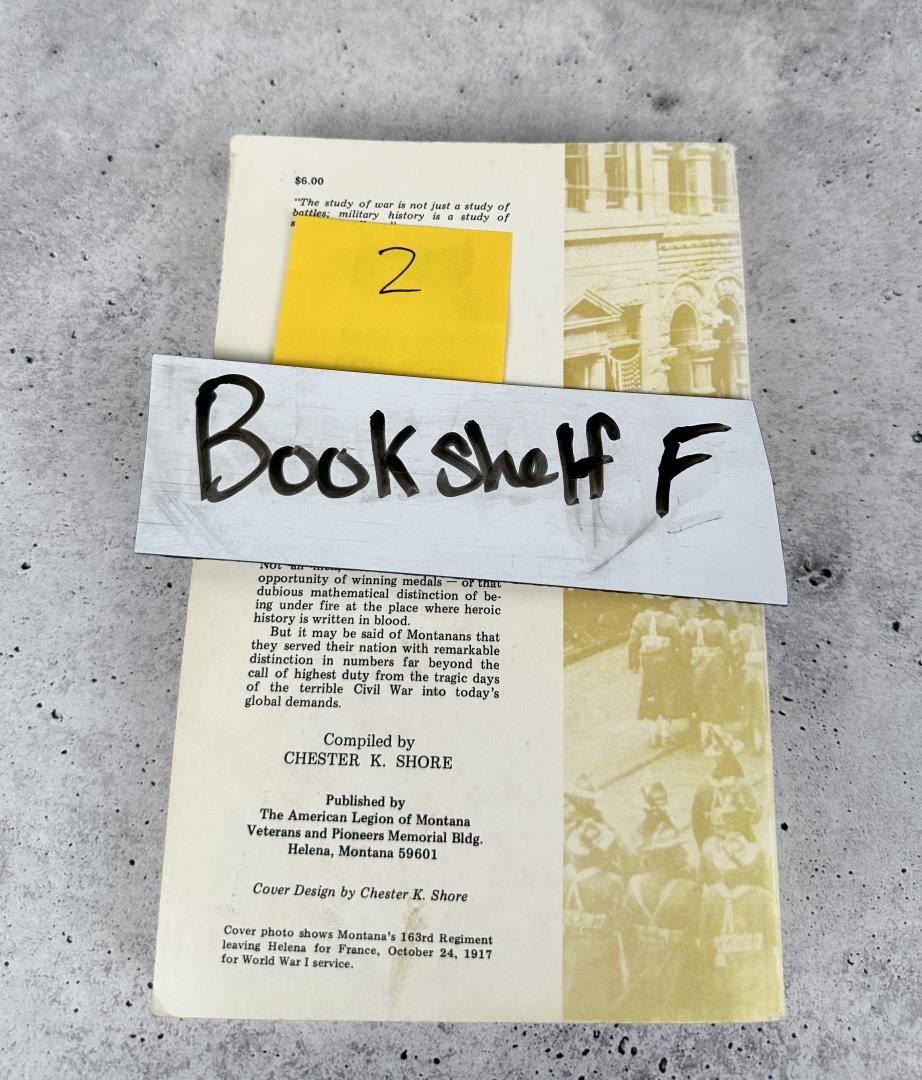 $6.00
"The study of war is not just a study of
battles; military history is a study of
2
Bookshelf F
opportunity of winning medals — or that
dubious mathematical distinction of be-
ing under fire at the place where heroic
history is written in blood.
But it may be said of Montanans that
they served their nation with remarkable
distinction in numbers far beyond the
call of highest duty from the tragic days
of the terrible Civil War into today's
global demands.
Compiled by
CHESTER K. SHORE
Published by
The American Legion of Montana
Veterans and Pioneers Memorial Bldg.
Helena, Montana 59601
Cover Design by Chester K. Shore
Cover photo shows Montana's 163rd Regiment
leaving Helena for France, October 24, 1917
for World War I service.